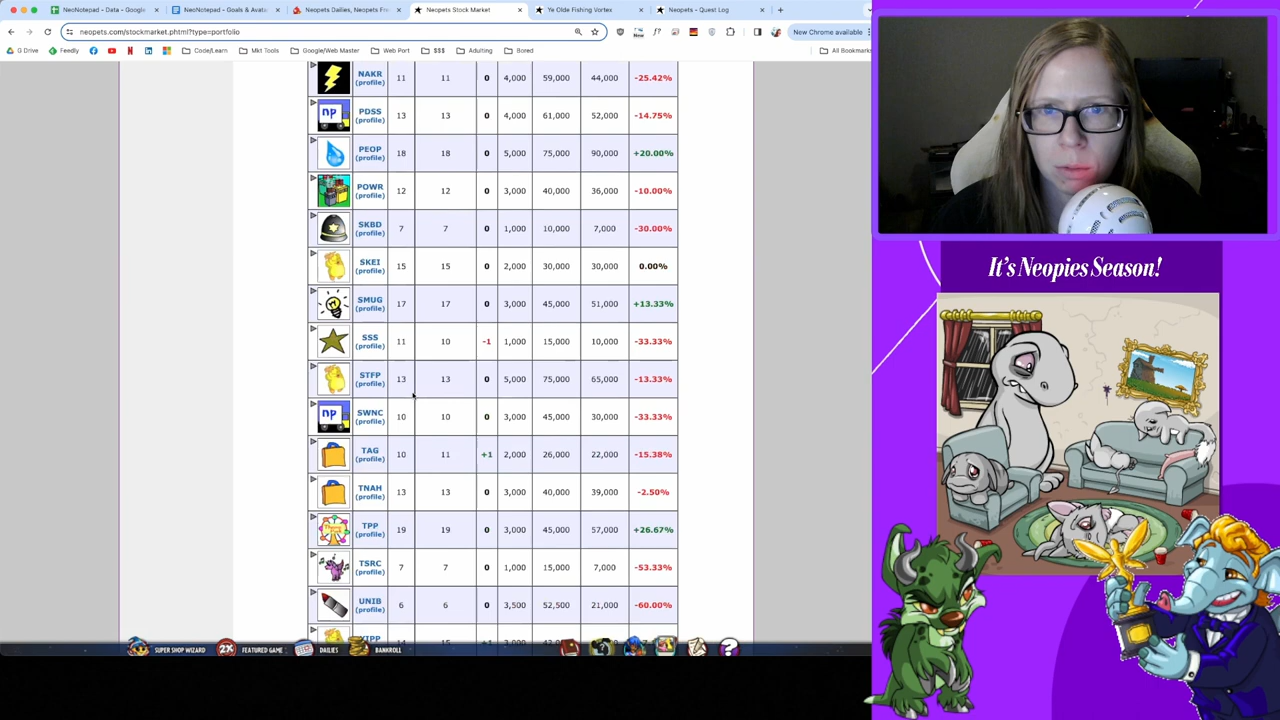 NeoNotepad - Data - Google
NeoNotepad - Goals & Avata
Neopets Dailies, Neopets Fre
Neopets Stock Market
Ye Olde Fishing Vortex
Neopets - Quest Log
neopets.com/stockmarket.phtml?type=portfolio
New Chrome available
G Drive
Feedly
Code/Learn
Mkt Tools
Google/Web Master
Web Port
$$$
Adulting
Bored
All Bookmarks
NAKR (profile) 11 11 0 4,000 59,000 44,000 -25.42%
PDSS (profile) 13 13 0 4,000 61,000 52,000 -14.75%
PEOP (profile) 18 18 0 5,000 75,000 90,000 +20.00%
POWR (profile) 12 12 0 3,000 40,000 36,000 -10.00%
SKBD (profile) 7 7 0 1,000 10,000 7,000 -30.00%
SKEI (profile) 15 15 0 2,000 30,000 30,000 0.00%
SMUG (profile) 17 17 0 3,000 45,000 51,000 +13.33%
SSS (profile) 11 10 -1 1,000 15,000 10,000 -33.33%
STFP (profile) 13 13 0 5,000 75,000 65,000 -13.33%
SWNC (profile) 10 10 0 3,000 45,000 30,000 -33.33%
TAG (profile) 10 11 +1 2,000 26,000 22,000 -15.38%
TNAH (profile) 13 13 0 3,000 40,000 39,000 -2.50%
TPP (profile) 19 19 0 3,000 45,000 57,000 +26.67%
TSRC (profile) 7 7 0 1,000 15,000 7,000 -53.33%
UNIB (profile) 6 6 0 3,500 52,500 21,000 -60.00%
SUPER SHOP WIZARD
2X FEATURED GAME
DAILIES
BANKROLL
It's Neopies Season!